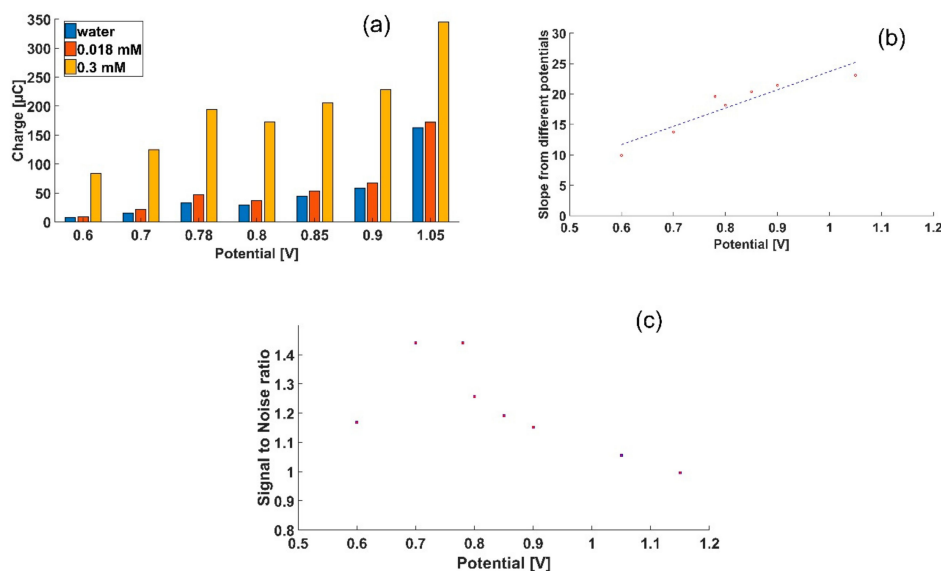 (a)
water
0.018 mM
0.3 mM
350
300
250
200
150
100
50
0
Charge [µC]
0.6 0.7 0.78 0.8 0.85 0.9 1.05
Potential [V]
(b)
30
25
20
15
10
5
0
Slope from different potentials
0.5 0.6 0.7 0.8 0.9 1 1.1 1.2
Potential [V]
(c)
1.4
1.3
1.2
1.1
1
0.9
0.8
Signal to Noise ratio
0.5 0.6 0.7 0.8 0.9 1 1.1 1.2
Potential [V]